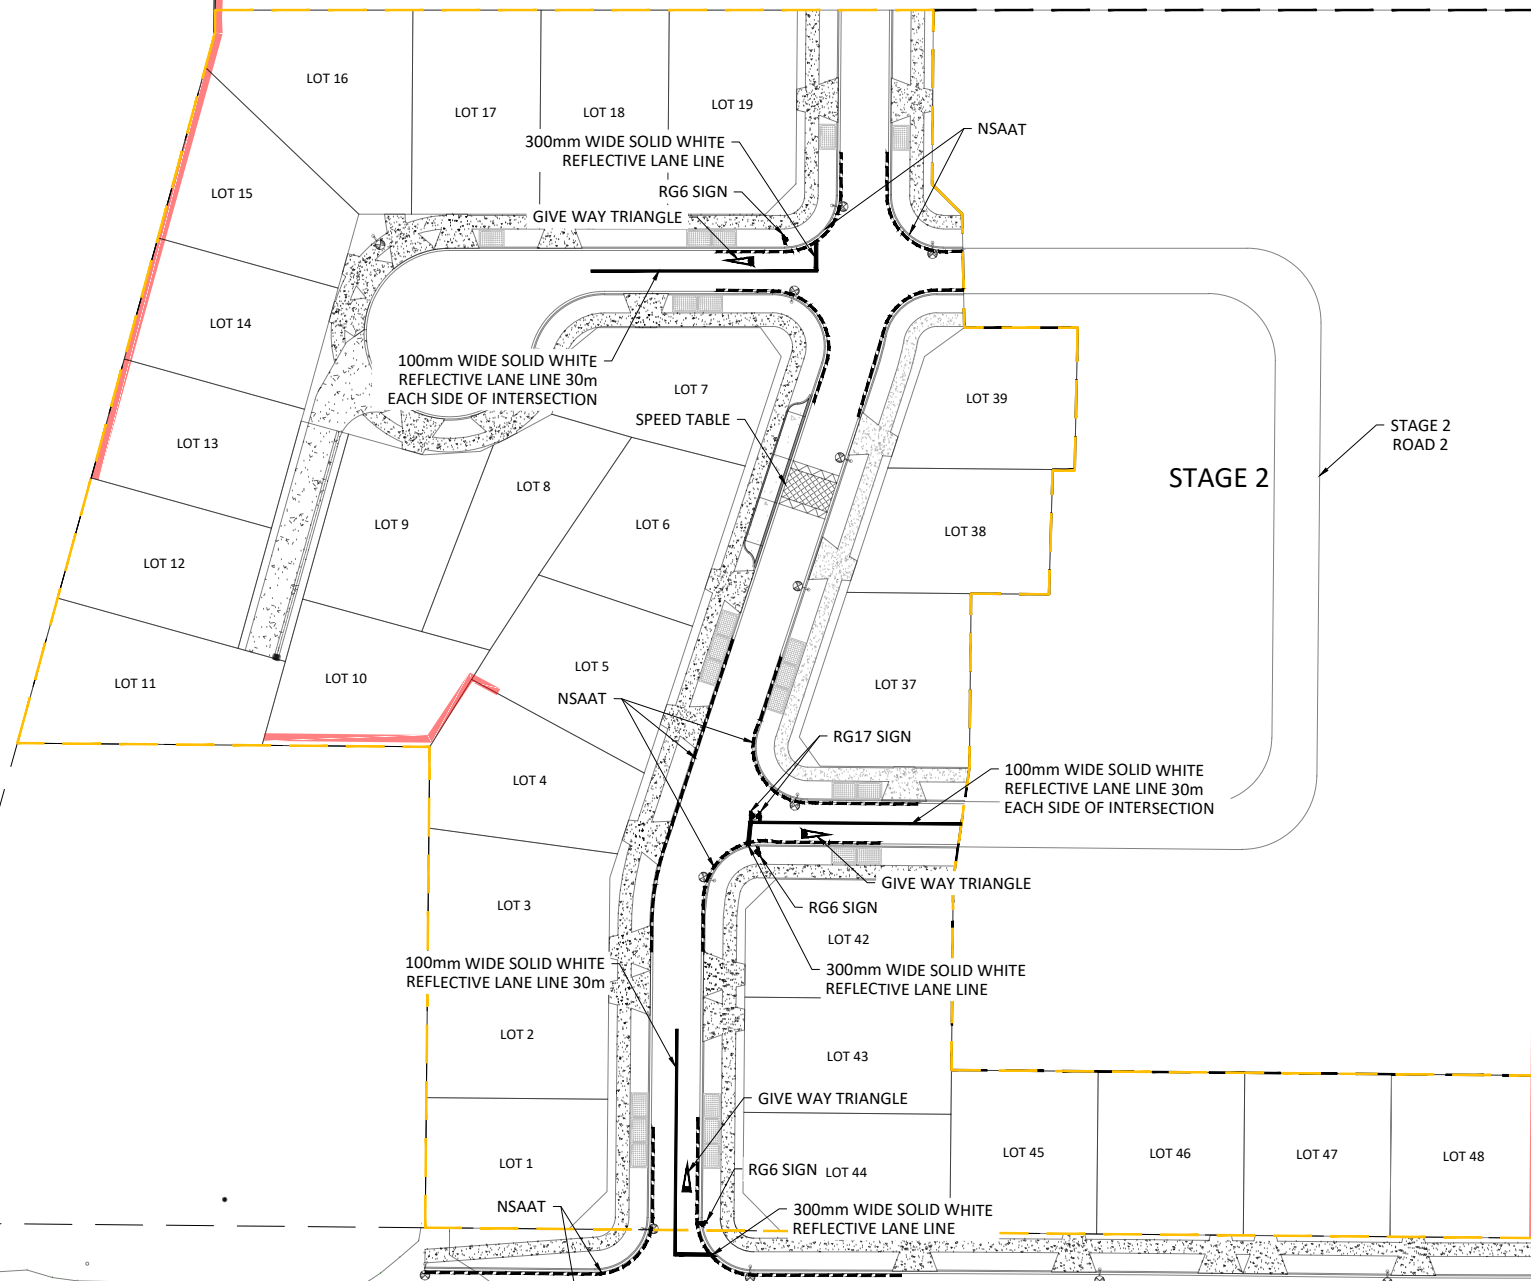 LOT 16
LOT 17
LOT 18
LOT 19
300mm WIDE SOLID WHITE
REFLECTIVE LANE LINE
NSAAT
RG6 SIGN
LOT 15
GIVE WAY TRIANGLE
LOT 14
100mm WIDE SOLID WHITE
REFLECTIVE LANE LINE 30m
EACH SIDE OF INTERSECTION
LOT 7
LOT 39
SPEED TABLE
STAGE 2
ROAD 2
LOT 13
STAGE 2
LOT 8
LOT 9
LOT 6
LOT 38
LOT 12
LOT 5
LOT 10
LOT 11
LOT 37
NSAAT
RG17 SIGN
LOT 4
100mm WIDE SOLID WHITE
REFLECTIVE LANE LINE 30m
EACH SIDE OF INTERSECTION
GIVE WAY TRIANGLE
LOT 3
RG6 SIGN
LOT 42
100mm WIDE SOLID WHITE
REFLECTIVE LANE LINE 30m
300mm WIDE SOLID WHITE
REFLECTIVE LANE LINE
LOT 2
LOT 43
GIVE WAY TRIANGLE
LOT 1
RG6 SIGN
LOT 44
LOT 45
LOT 46
LOT 47
LOT 48
NSAAT
300mm WIDE SOLID WHITE
REFLECTIVE LANE LINE